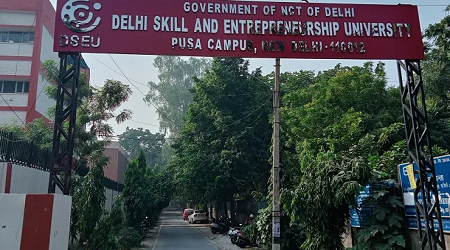 GOVERNMENT OF NCT OF DELHI
DELHI SKILL AND ENTREPRENEURSHIP UNIVERSITY
PUSA CAMPUS, NEW DELHI-110012
DSEU